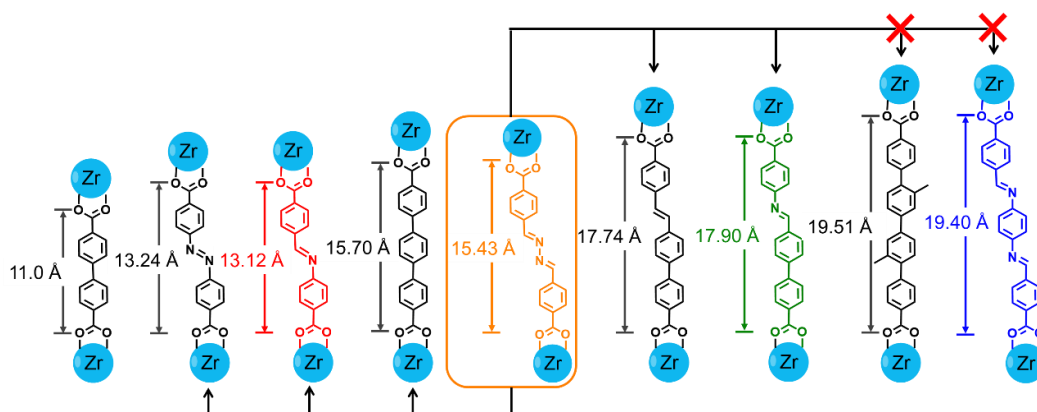 Zr
Zr
Zr
Zr
Zr
Zr
Zr
Zr
Zr
O O
O O
O O
O O
O O
O O
O O
O O
O O
N
N
N
N
N
N
N
N
11.0 Å
13.24 Å
13.12 Å
15.70 Å
15.43 Å
17.74 Å
17.90 Å
19.51 Å
19.40 Å
O O
O O
O O
O O
O O
O O
O O
O O
O O
Zr
Zr
Zr
Zr
Zr
Zr
Zr
Zr
Zr